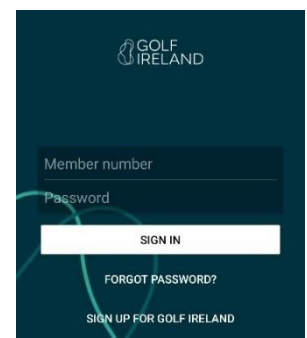 GOLF
IRELAND
Member number
Password
SIGN IN
FORGOT PASSWORD?
SIGN UP FOR GOLF IRELAND